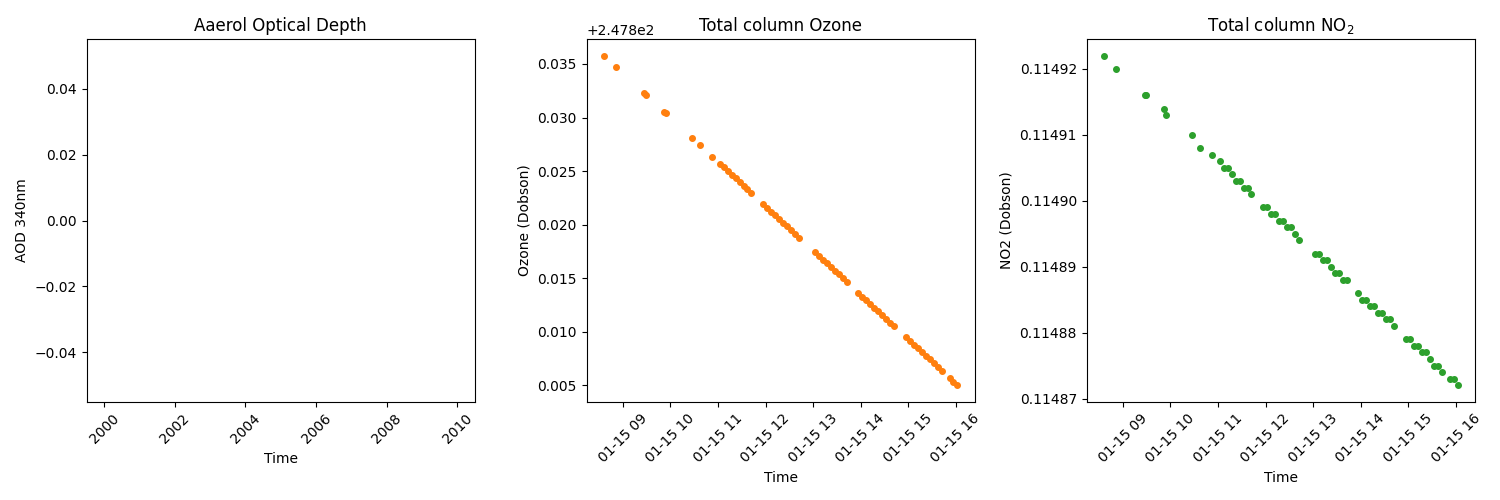 Aaerol Optical Depth
AOD 340nm
0.04
0.02
0.00
−0.02
−0.04
2000 2002 2004 2006 2008 2010
Time
Total column Ozone
+2.478e2
Ozone (Dobson)
0.035
0.030
0.025
0.020
0.015
0.010
0.005
01-15 09 01-15 10 01-15 11 01-15 12 01-15 13 01-15 14 01-15 15 01-15 16
Time
Total column NO₂
NO2 (Dobson)
0.11492
0.11491
0.11490
0.11489
0.11488
0.11487
01-15 09 01-15 10 01-15 11 01-15 12 01-15 13 01-15 14 01-15 15 01-15 16
Time